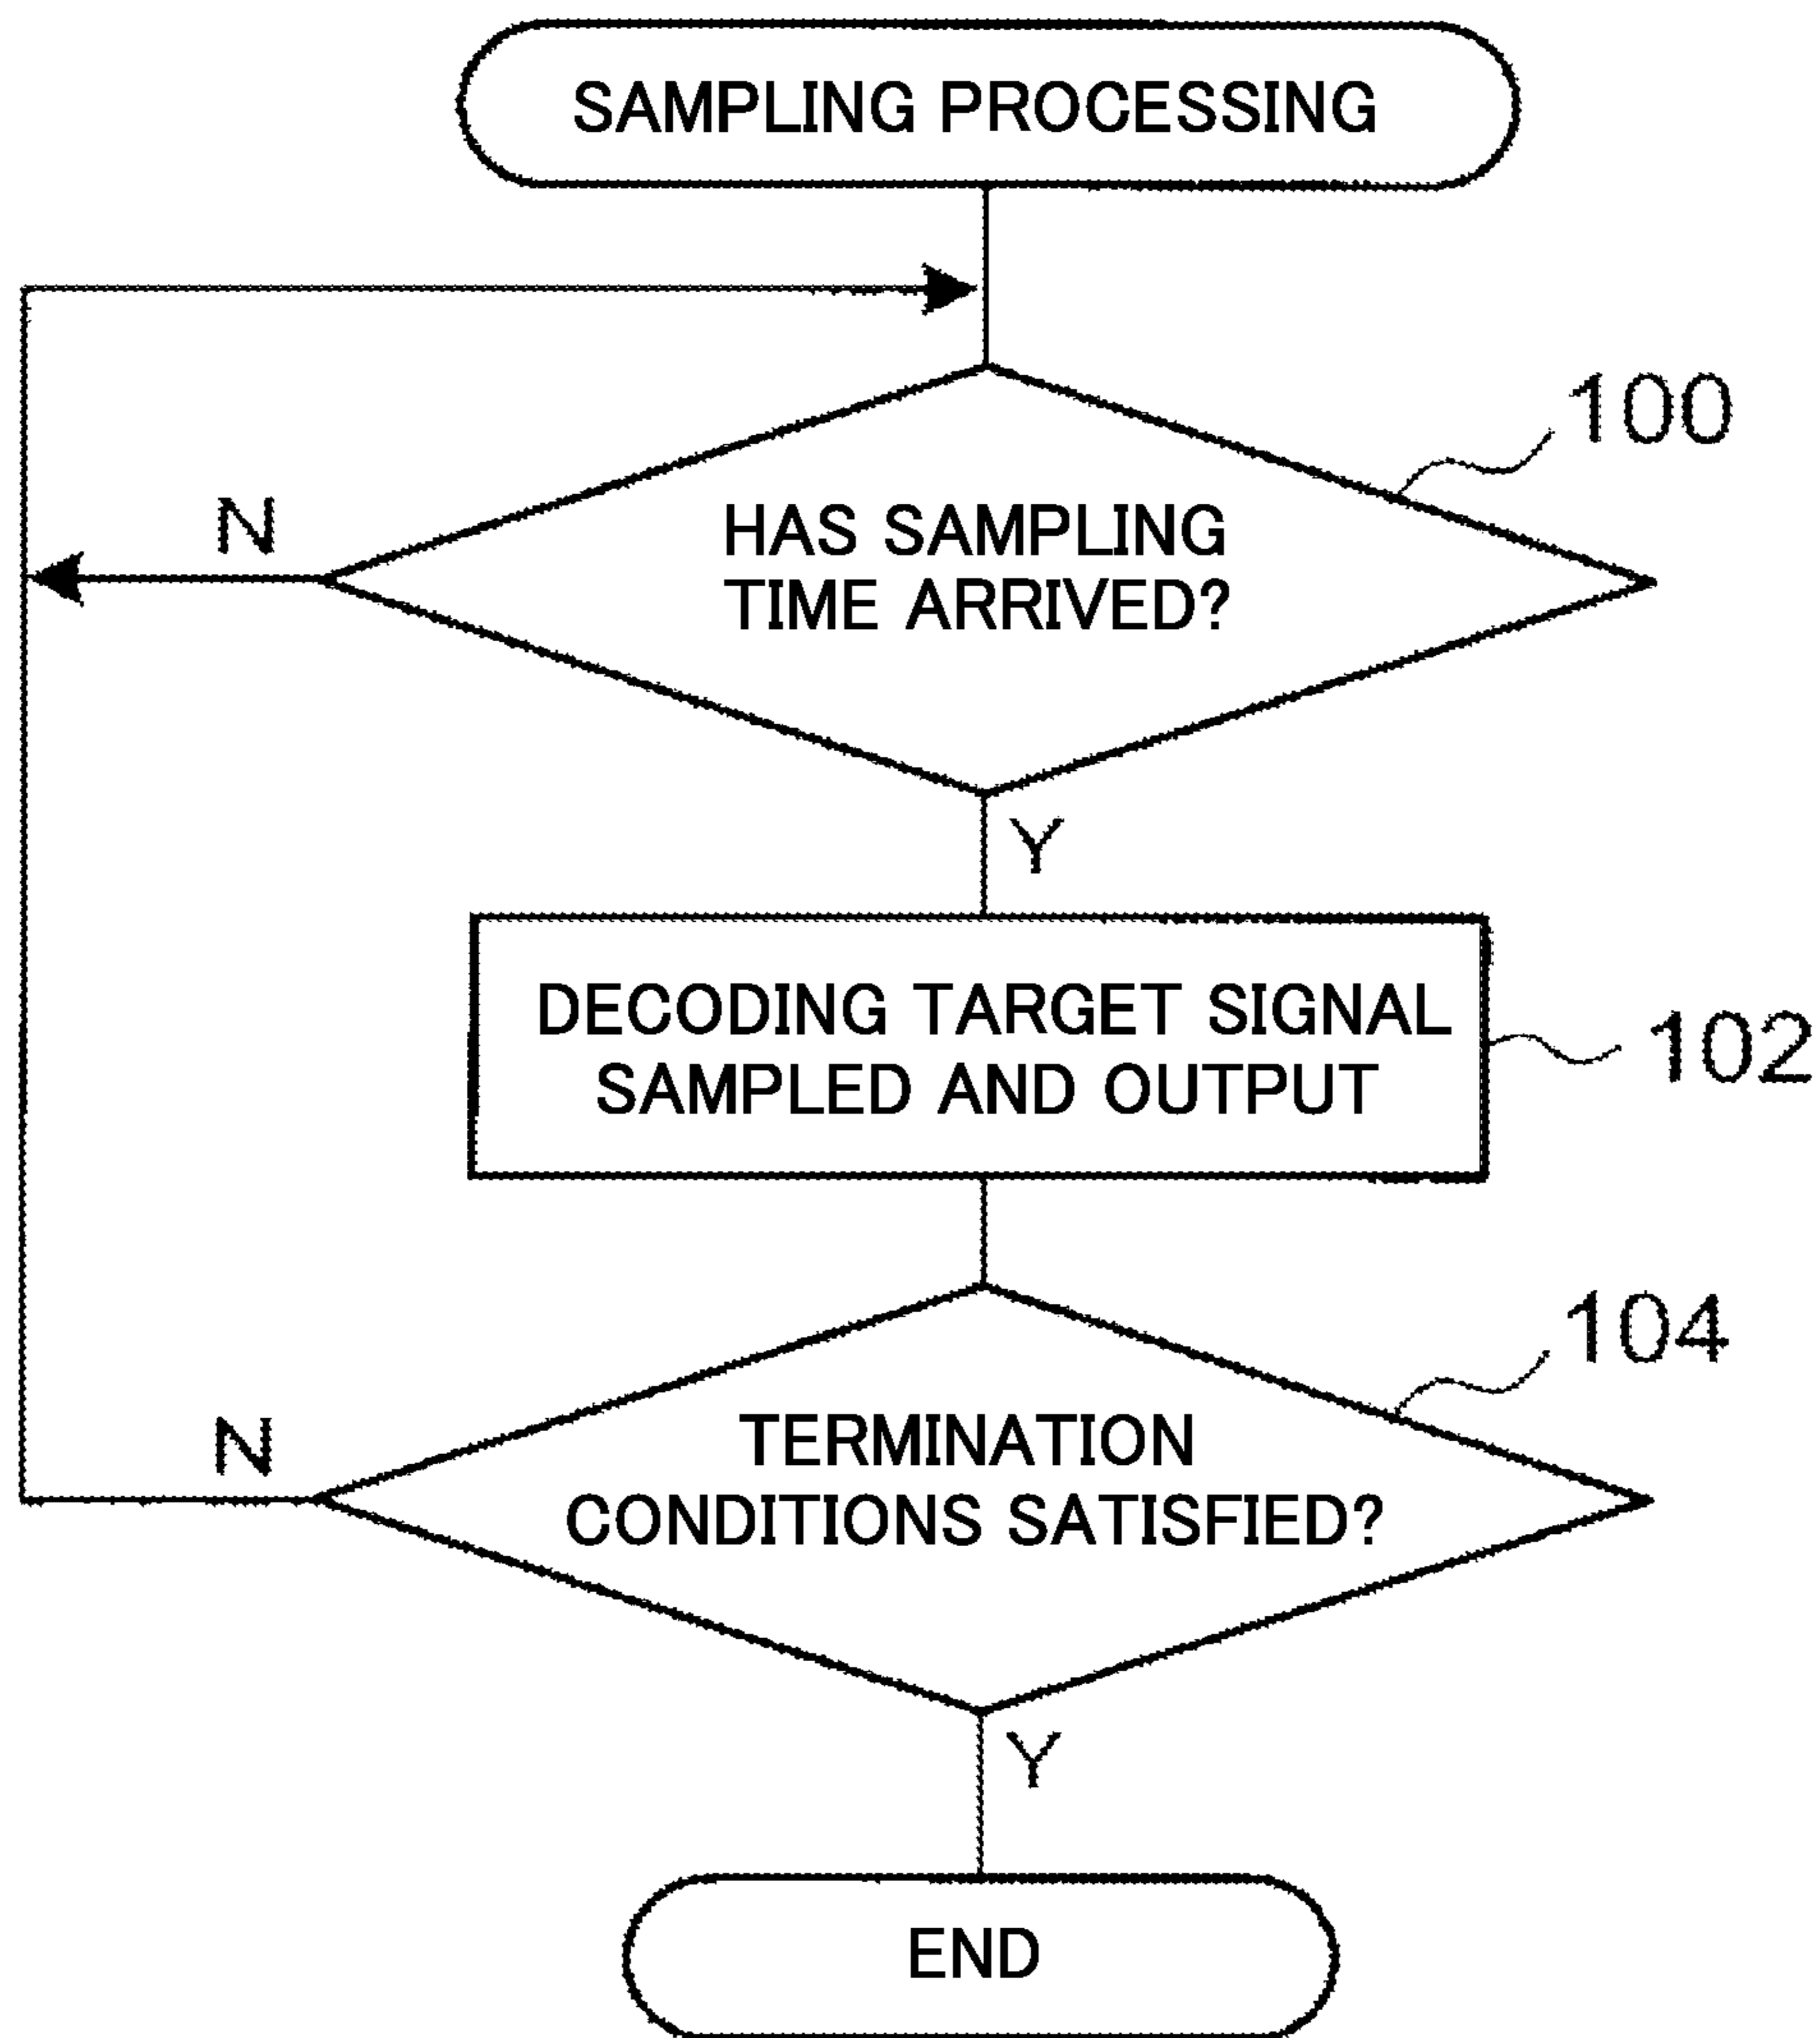 SAMPLING PROCESSING
100
HAS SAMPLING
TIME ARRIVED?
N
Y
DECODING TARGET SIGNAL
SAMPLED AND OUTPUT
102
104
TERMINATION
CONDITIONS SATISFIED?
N
Y
END